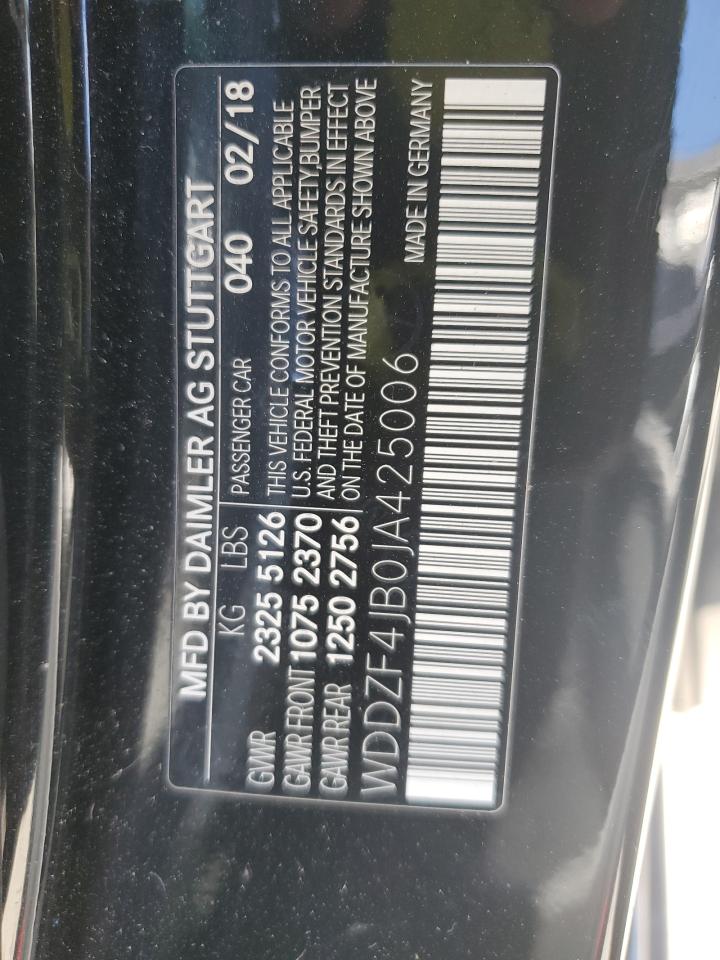 MFD BY DAIMLER AG STUTTGART
KG LBS PASSENGER CAR 040 02/18
GVWR 2325 5126 THIS VEHICLE CONFORMS TO ALL APPLICABLE
GAWR FRONT 1075 2370 U.S. FEDERAL MOTOR VEHICLE SAFETY, BUMPER,
GAWR REAR 1250 2756 AND THEFT PREVENTION STANDARDS IN EFFECT
ON THE DATE OF MANUFACTURE SHOWN ABOVE
WDDZF4JB0JA425006 MADE IN GERMANY